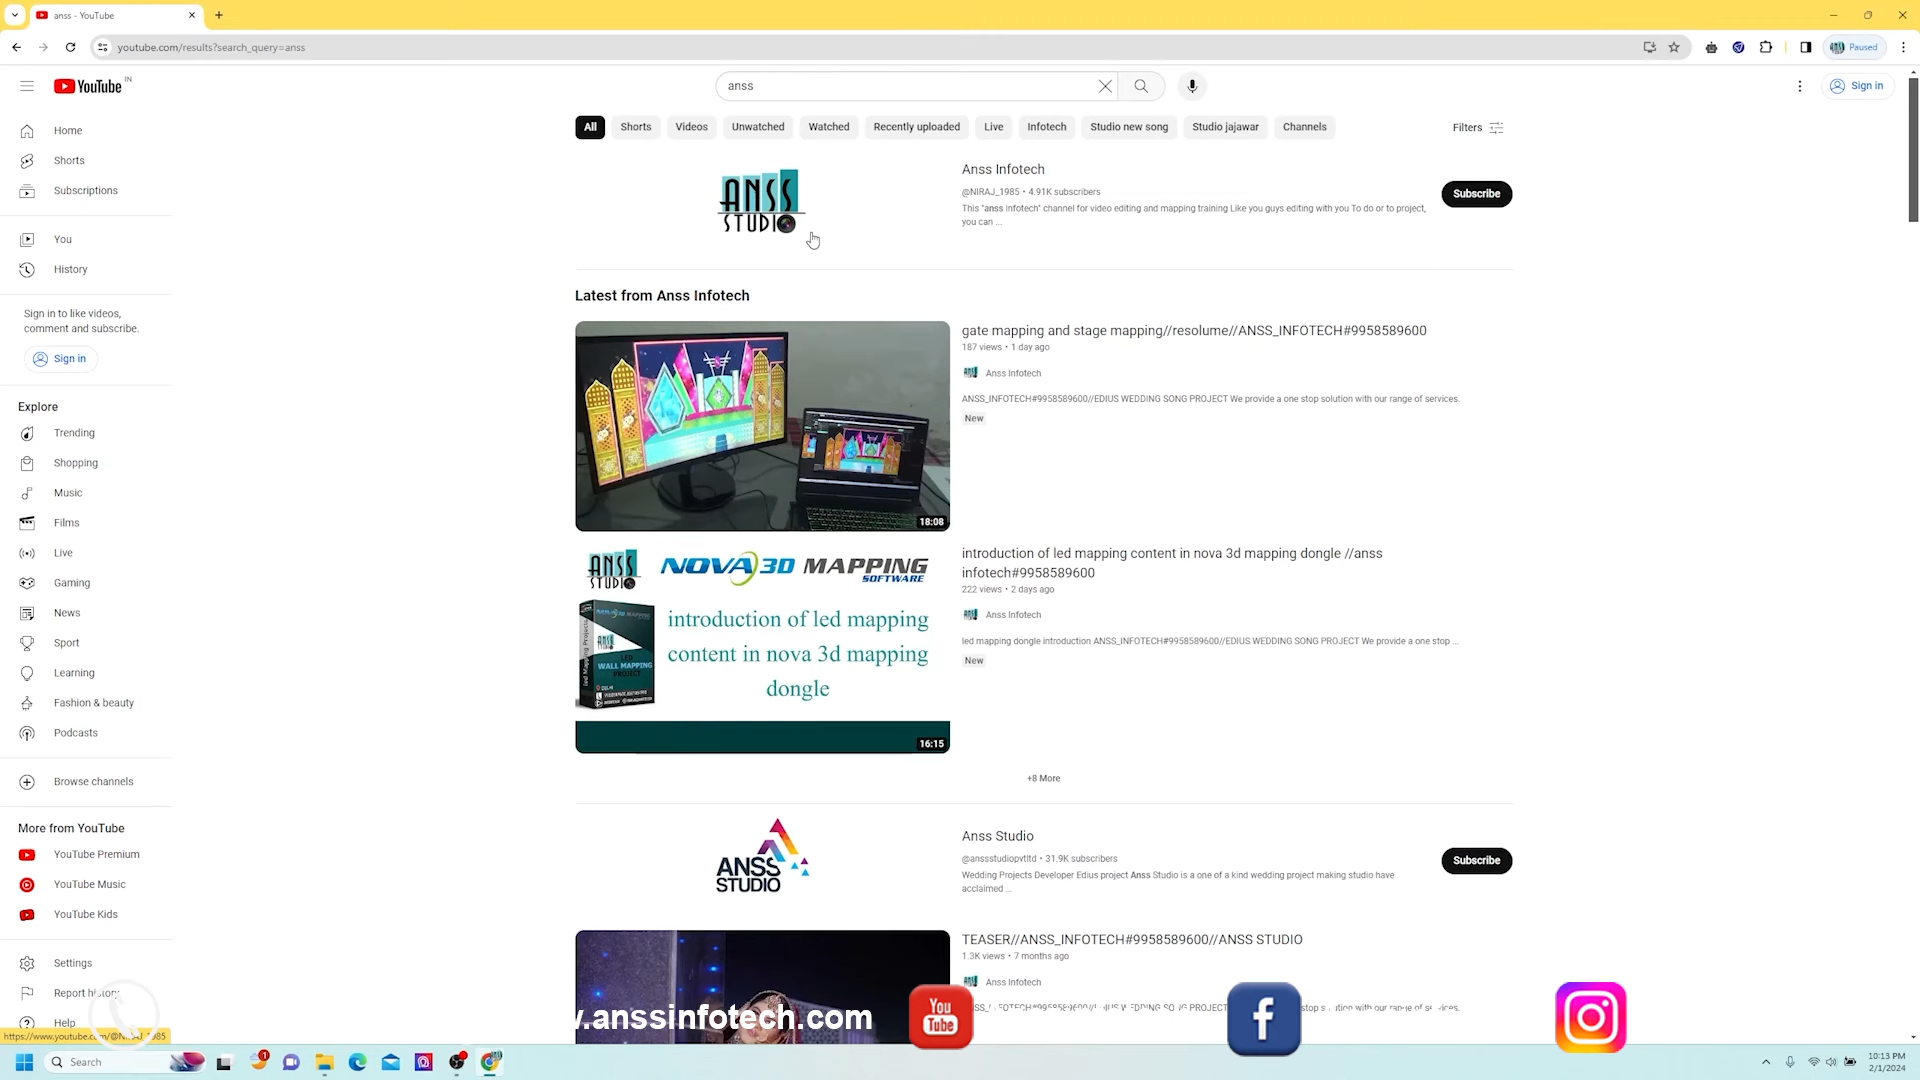 anss - YouTube
youtube.com/results?search_query=anss
Paused
YouTube IN
anss
Sign in
Home
Shorts
Subscriptions
You
History
Sign in to like videos,
comment and subscribe.
Sign in
Explore
Trending
Shopping
Music
Films
Live
Gaming
News
Sport
Learning
Fashion & beauty
Podcasts
Browse channels
More from YouTube
YouTube Premium
YouTube Music
YouTube Kids
Settings
Report history
Help
https://www.youtube.com/@NIRAJ_1985
All Shorts Videos Unwatched Watched Recently uploaded Live Infotech Studio new song Studio jajawar Channels
Filters
ANSS
STUDIO
Anss Infotech
@NIRAJ_1985 • 4.91K subscribers
This "anss infotech" channel for video editing and mapping training Like you guys editing with you To do or to project,
you can ...
Subscribe
Latest from Anss Infotech
18:08
gate mapping and stage mapping//resolume//ANSS_INFOTECH#9958589600
187 views • 1 day ago
Anss Infotech
ANSS_INFOTECH#9958589600//EDIUS WEDDING SONG PROJECT We provide a one stop solution with our range of services.
New
ANSS
STUDIO
NOVA 3D MAPPING
SOFTWARE
introduction of led mapping
content in nova 3d mapping
dongle
WALL MAPPING
PROJECT
16:15
introduction of led mapping content in nova 3d mapping dongle //anss
infotech#9958589600
222 views • 2 days ago
Anss Infotech
led mapping dongle introduction ANSS_INFOTECH#9958589600//EDIUS WEDDING SONG PROJECT We provide a one stop ...
New
+8 More
ANSS
STUDIO
Anss Studio
@anssstudiopvtltd • 31.9K subscribers
Wedding Projects Developer Edius project Anss Studio is a one of a kind wedding project making studio have
acclaimed ...
Subscribe
TEASER//ANSS_INFOTECH#9958589600//ANSS STUDIO
1.3K views • 7 months ago
Anss Infotech
.anssinfotech.com
You
Tube
Search
1
10:13 PM
2/1/2024